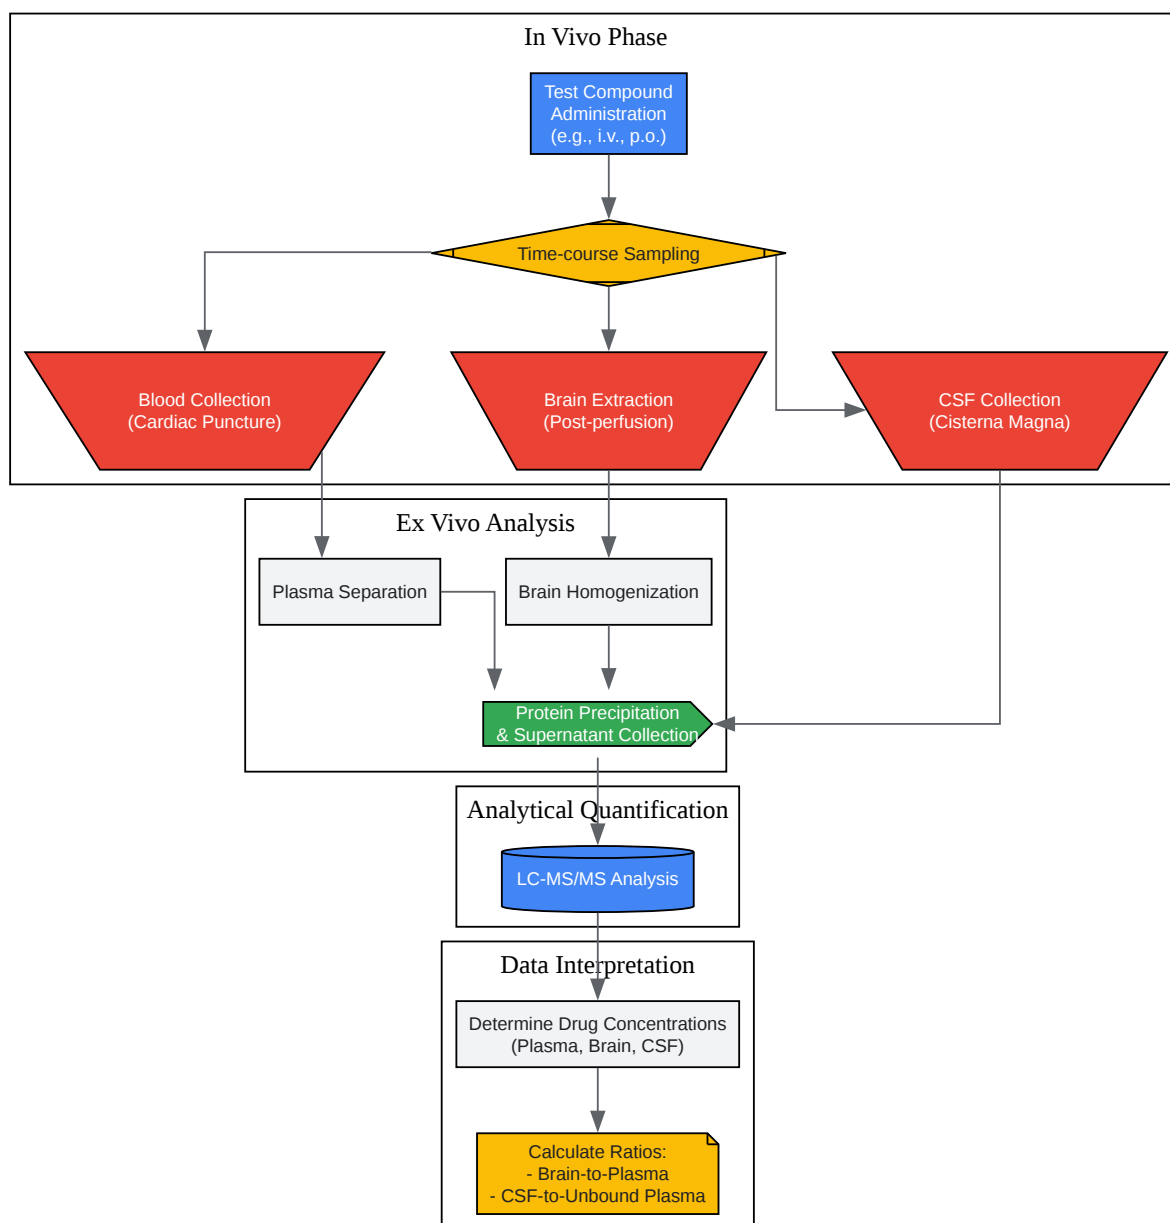 In Vivo Phase
Test Compound
Administration
(e.g., i.v., p.o.)
Time-course Sampling
Blood Collection
(Cardiac Puncture)
Brain Extraction
(Post-perfusion)
CSF Collection
(Cisterna Magna)
Ex Vivo Analysis
Plasma Separation
Brain Homogenization
Protein Precipitation
& Supernatant Collection
Analytical Quantification
LC-MS/MS Analysis
Data Interpretation
Determine Drug Concentrations
(Plasma, Brain, CSF)
Calculate Ratios:
- Brain-to-Plasma
- CSF-to-Unbound Plasma